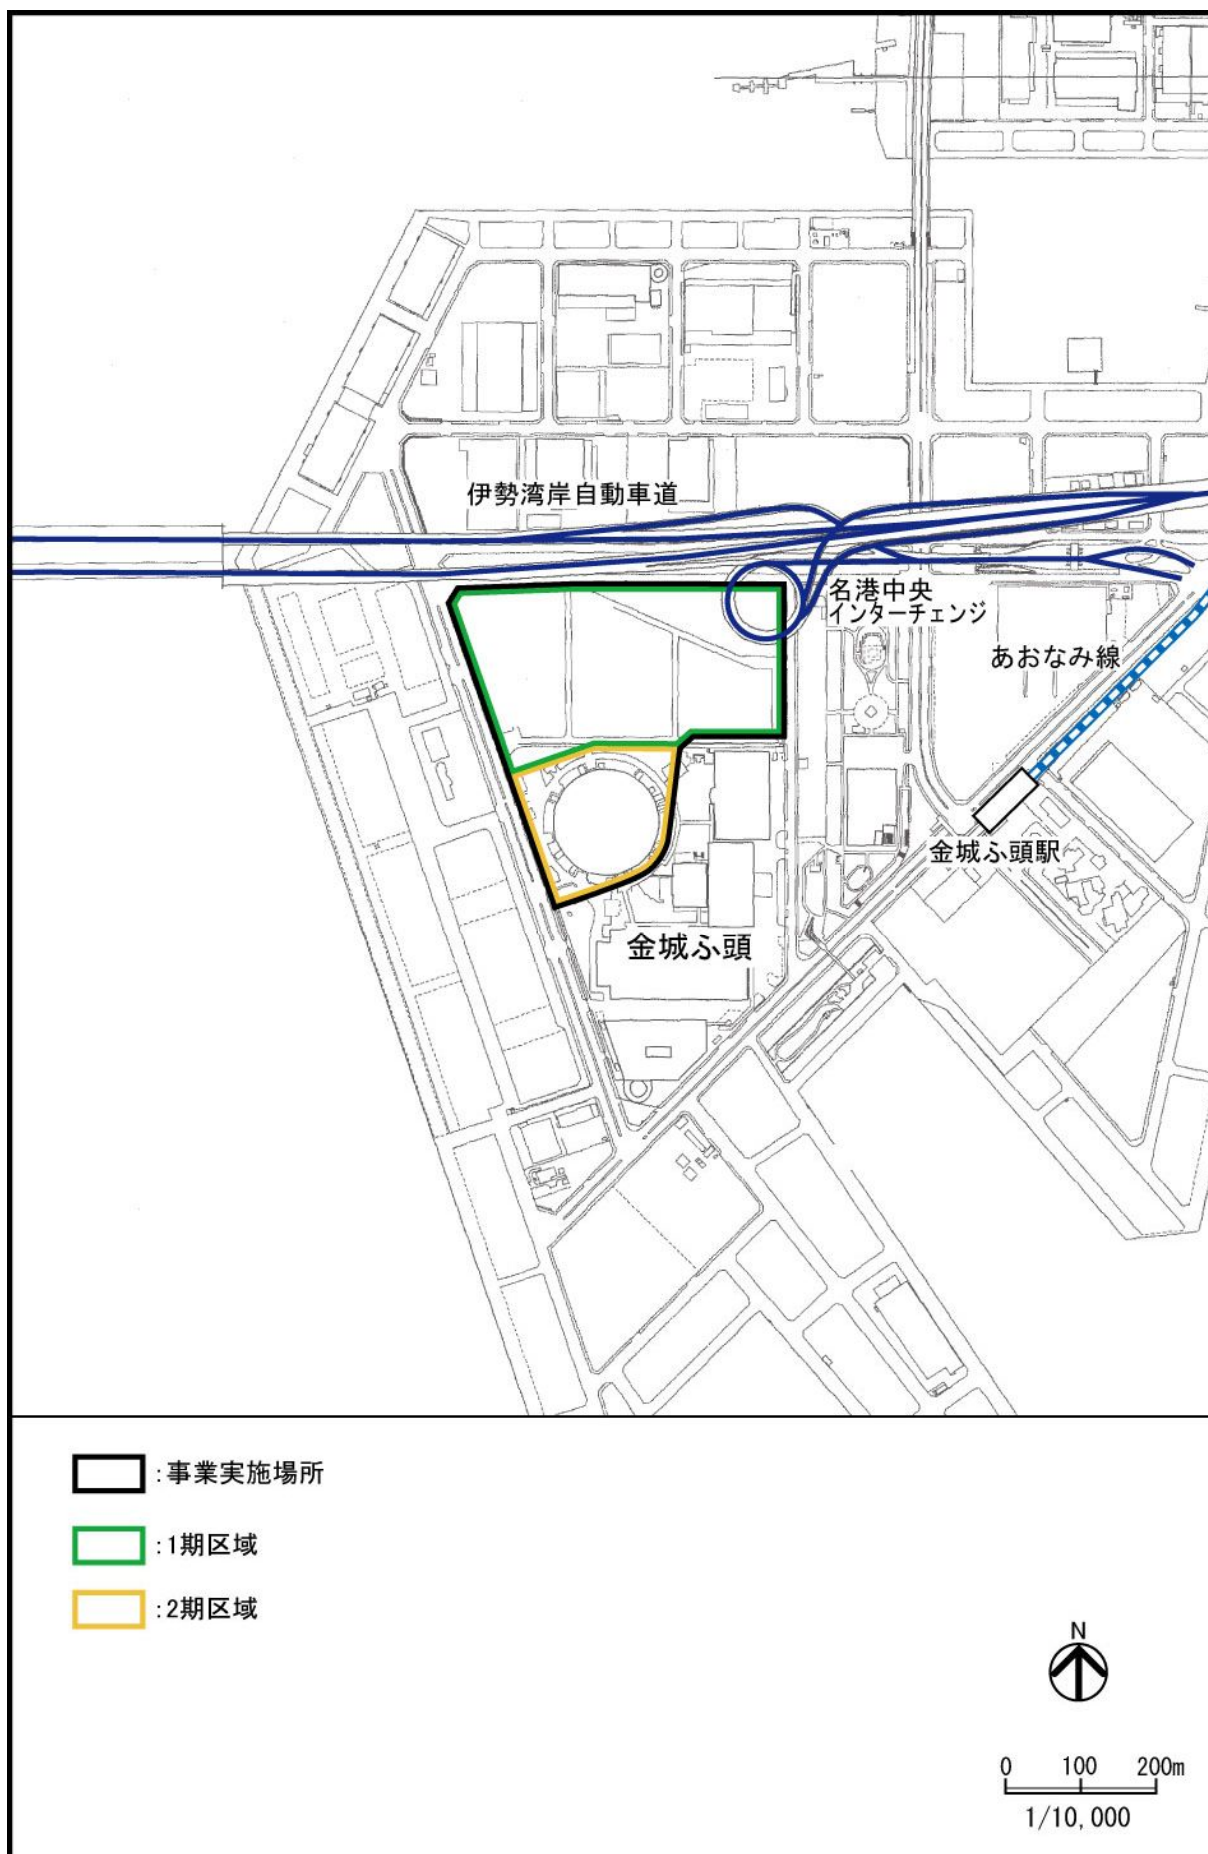 伊勢湾岸自動車道
名港中央
インターチェンジ
あおなみ線
金城ふ頭駅
金城ふ頭
:事業実施場所
:1期区域
:2期区域
N
0 100 200m
1/10,000